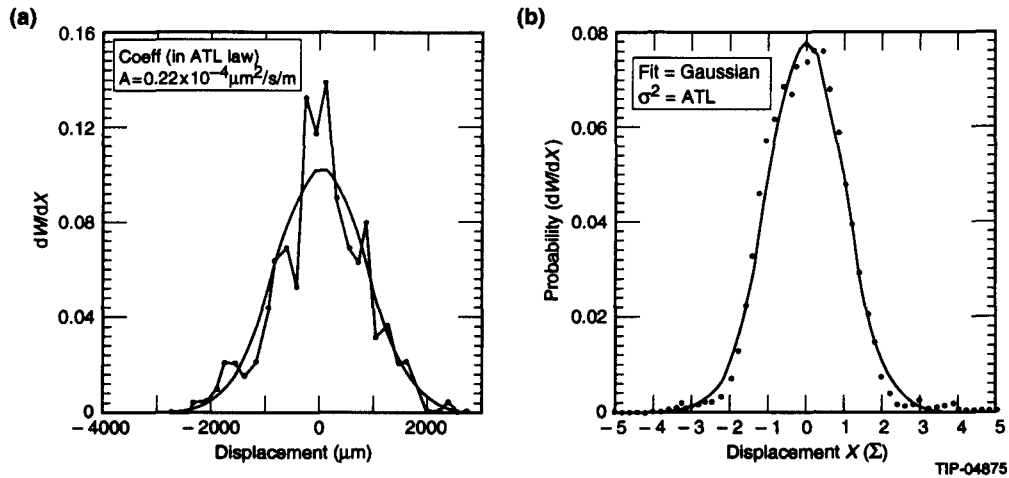 (a)
0.16
0.12
0.08
0.04
0
dW/dX
Coeff (in ATL law)
A=0.22x10⁻⁴μm²/s/m
−4000
−2000
0
2000
Displacement (μm)
(b)
0.08
0.06
0.04
0.02
0
Probability (dW/dX)
Fit = Gaussian
σ² = ATL
−5 −4 −3 −2 −1 0 1 2 3 4 5
Displacement X (Σ)
TIP-04875